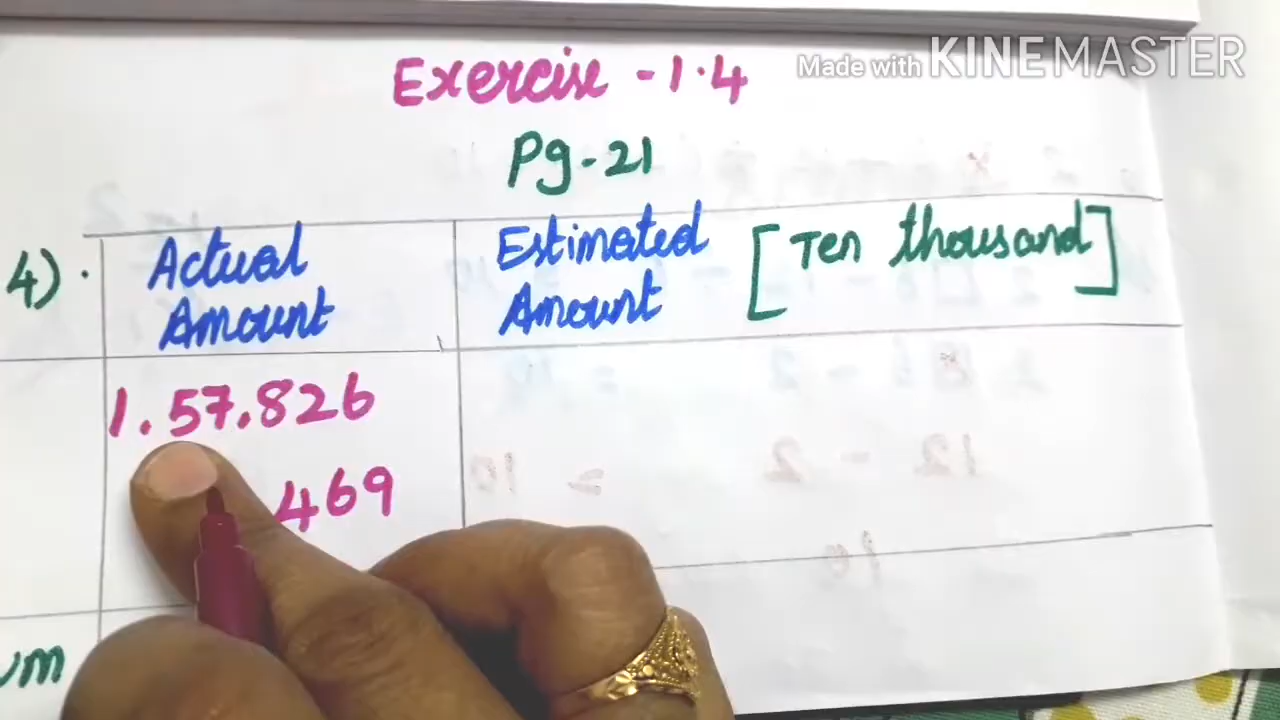 Made with KINEMASTER
Exercise - 1.4
Pg - 21
4). Actual Amount
Estimated Amount [Ten thousand]
1.57.826
469
um